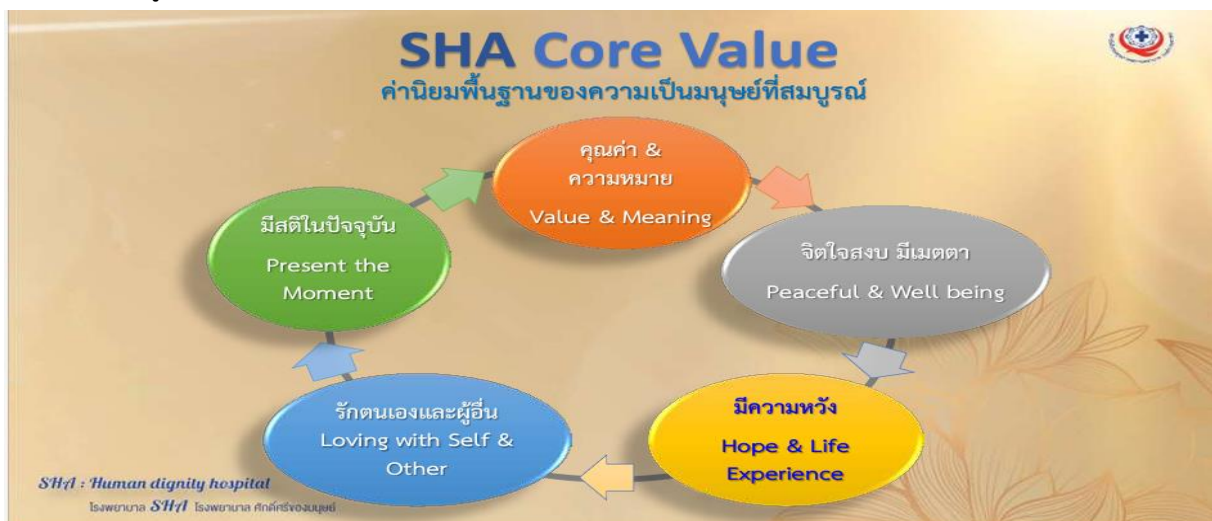 SHA Core Value
ค่านิยมพื้นฐานของความเป็นมนุษย์ที่สมบูรณ์
คุณค่า &
ความหมาย
Value & Meaning
จิตใจสงบ มีเมตตา
Peaceful & Well being
มีความหวัง
Hope & Life
Experience
รักตนเองและผู้อื่น
Loving with Self &
Other
มีสติในปัจจุบัน
Present the
Moment
SHA : Human dignity hospital
โรงพยาบาล SHA โรงพยาบาล ศักดิ์ศรีของมนุษย์